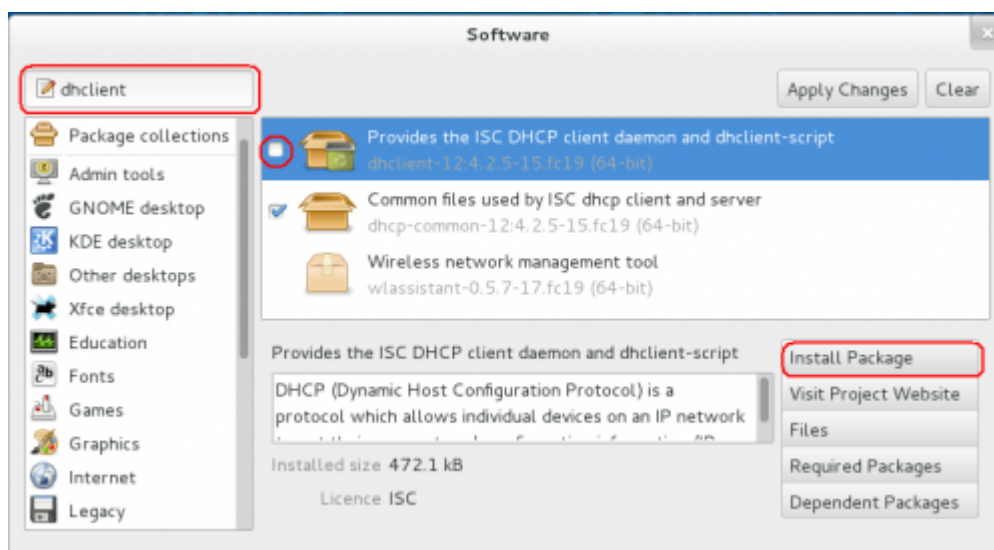 Software
dhclient
Apply Changes
Clear
Package collections
Admin tools
GNOME desktop
KDE desktop
Other desktops
Xfce desktop
Education
Fonts
Games
Graphics
Internet
Legacy
Provides the ISC DHCP client daemon and dhclient-script
dhclient-12:4.2.5-15.fc19 (64-bit)
Common files used by ISC dhcp client and server
dhcp-common-12:4.2.5-15.fc19 (64-bit)
Wireless network management tool
wlassistant-0.5.7-17.fc19 (64-bit)
Provides the ISC DHCP client daemon and dhclient-script
DHCP (Dynamic Host Configuration Protocol) is a
protocol which allows individual devices on an IP network
Installed size 472.1 kB
Licence ISC
Install Package
Visit Project Website
Files
Required Packages
Dependent Packages